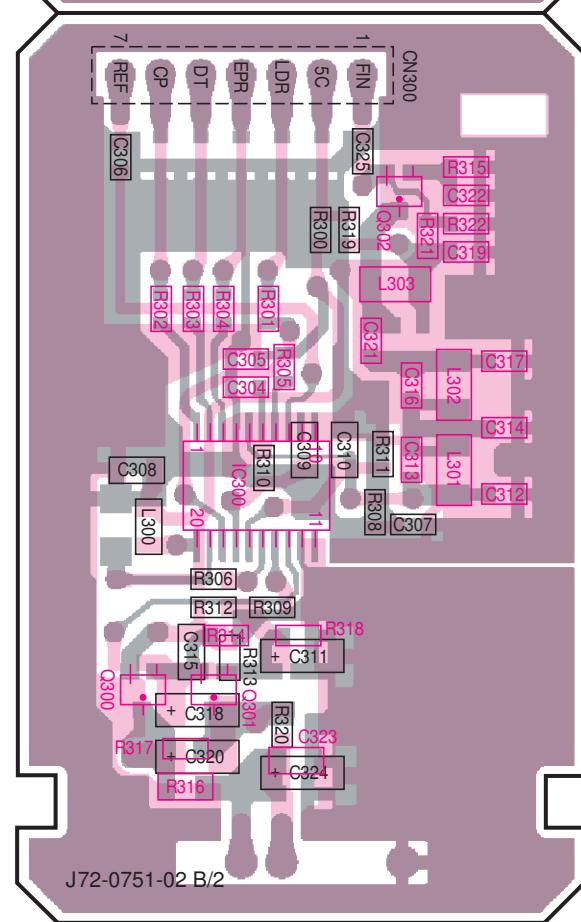 7
1
CN300
REF
CP
DT
EPR
LDR
5C
FIN
C306
C325
R315
C322
R322
C319
Q302
R321
R300
R319
L303
R302
R303
R304
R301
C321
C305
C304
R305
C317
C316
L302
C314
1
10
C309
C310
R311
C313
L301
C308
R310
IC300
C312
20
11
L300
R308
C307
R306
R312
R309
R314
R318
C315
R313
+ C311
Q300
Q301
+ C318
R320
C323
R317
+ C320
+ C324
R316
J72-0751-02 B/2